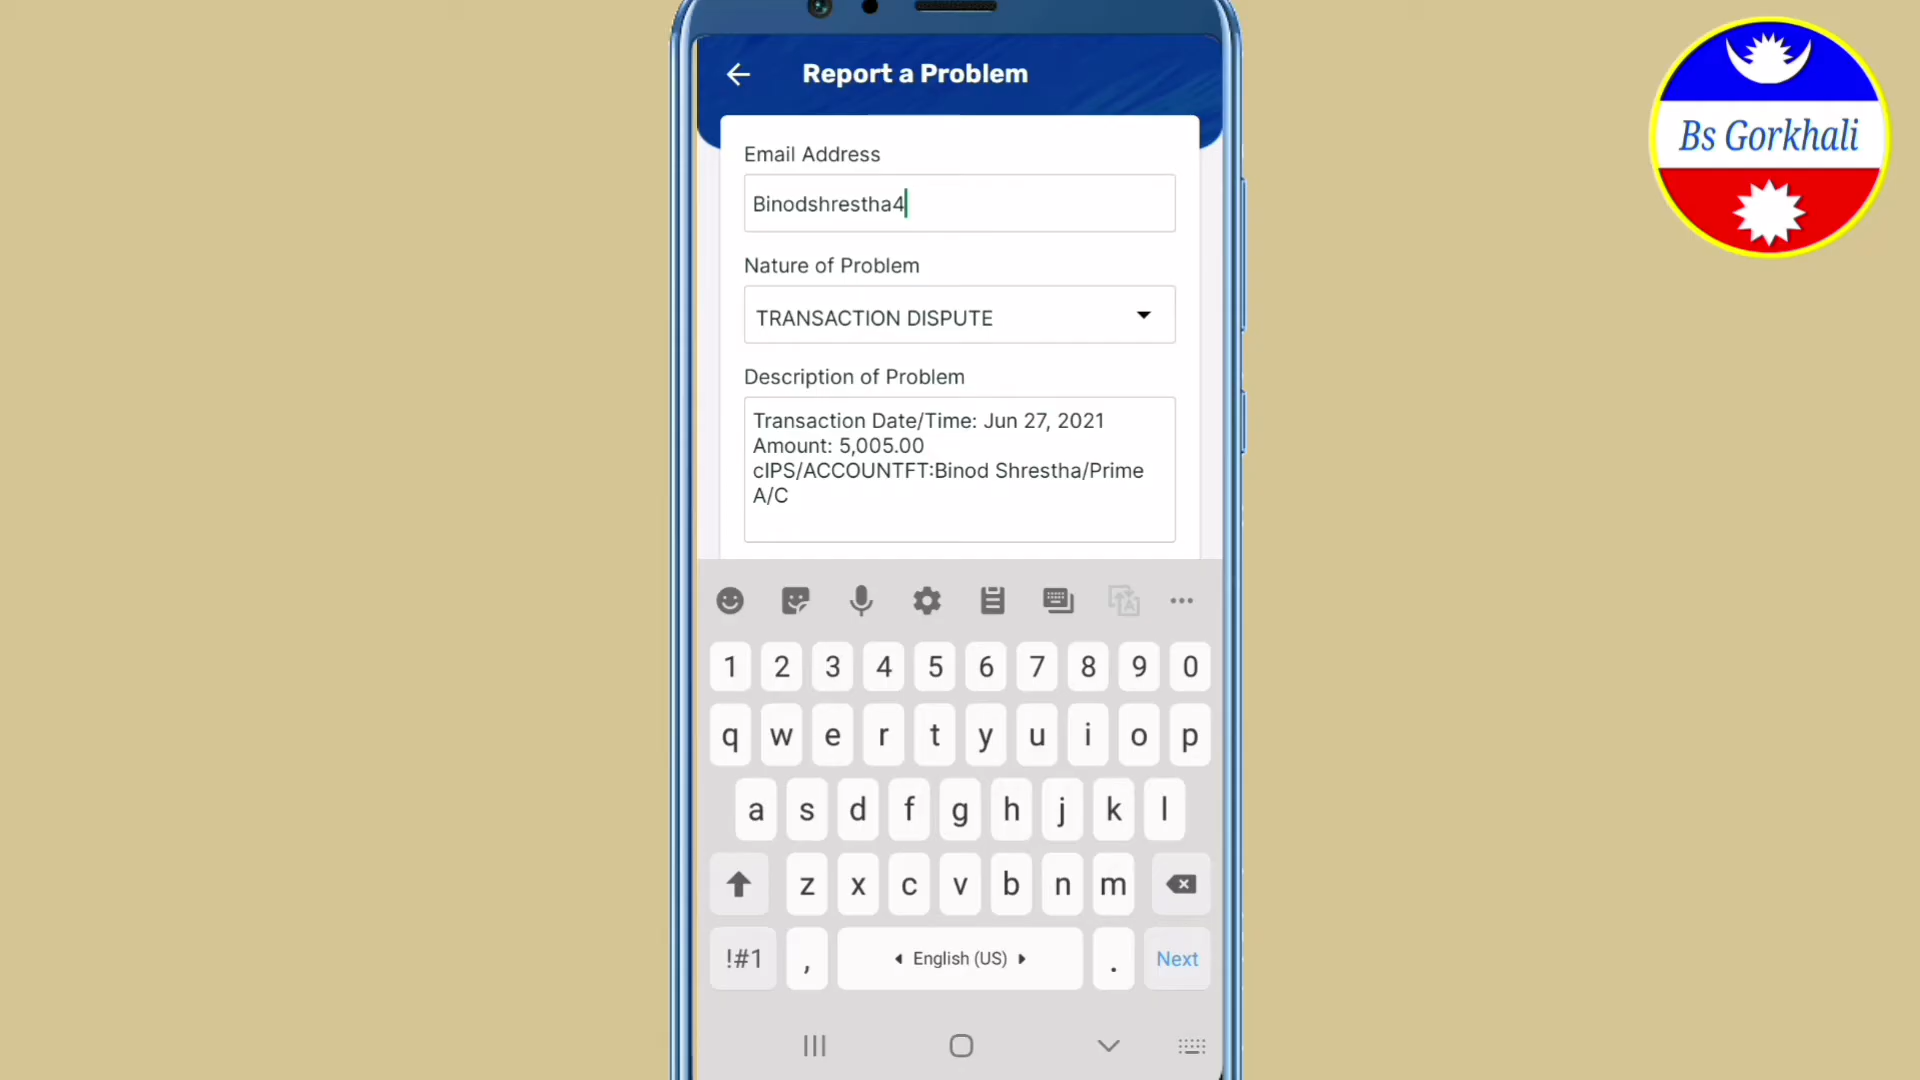 Report a Problem
Bs Gorkhali
Email Address
Binodshrestha4
Nature of Problem
TRANSACTION DISPUTE
Description of Problem
Transaction Date/Time: Jun 27, 2021
Amount: 5,005.00
cIPS/ACCOUNTFT:Binod Shrestha/Prime
A/C
1 2 3 4 5 6 7 8 9 0
q w e r t y u i o p
a s d f g h j k l
z x c v b n m
!#1 , English (US) . Next